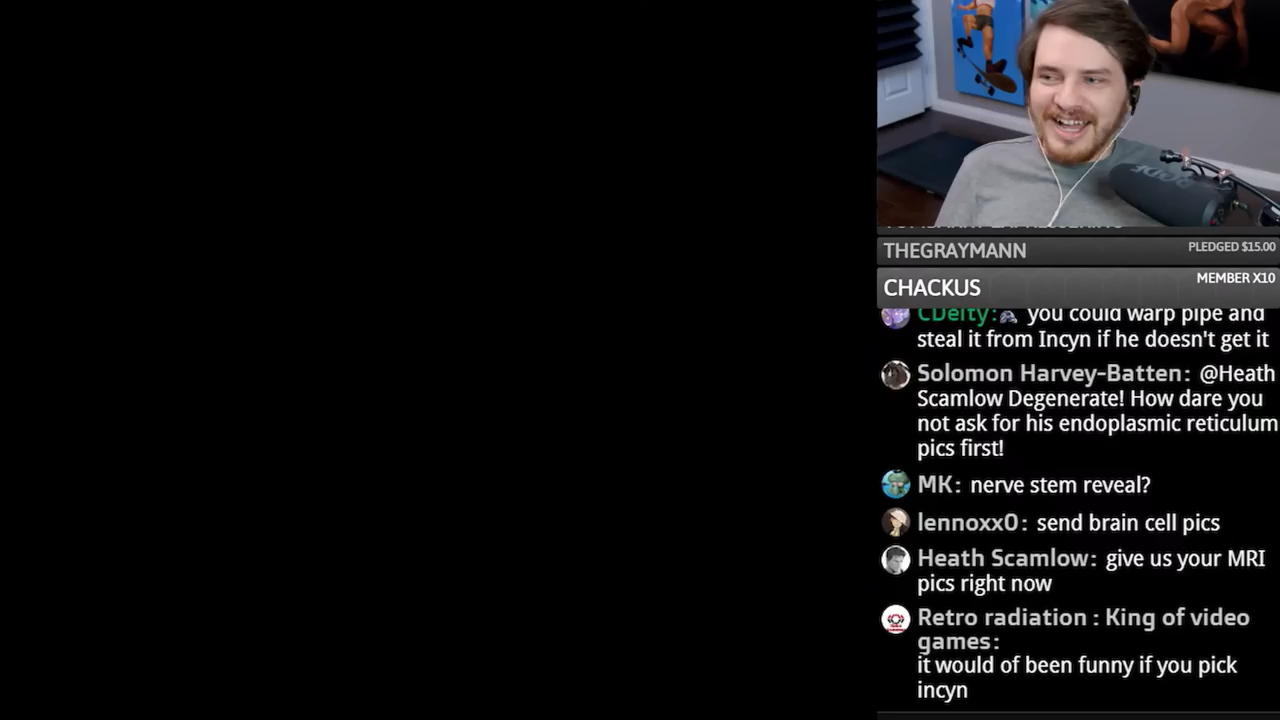 RODE
THEGRAYMANN
PLEDGED $15.00
CHACKUS
MEMBER X10
CDeity: you could warp pipe and
steal it from Incyn if he doesn't get it
Solomon Harvey-Batten: @Heath
Scamlow Degenerate! How dare you
not ask for his endoplasmic reticulum
pics first!
MK: nerve stem reveal?
lennoxx0: send brain cell pics
Heath Scamlow: give us your MRI
pics right now
Retro radiation : King of video
games:
it would of been funny if you pick
incyn